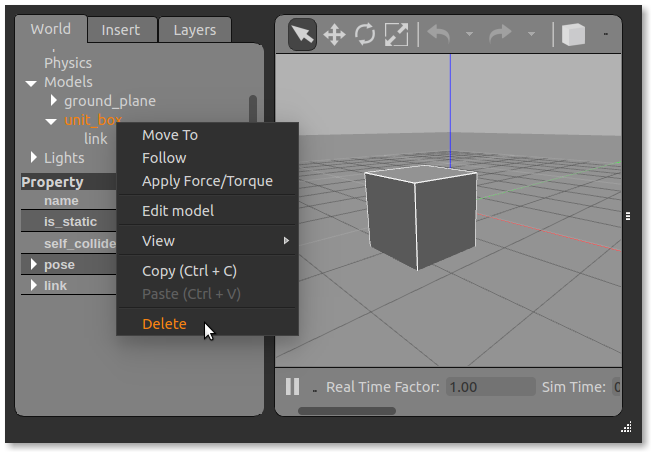 World
Insert
Layers
Physics
Models
ground_plane
unit_box
link
Lights
Property
name
is_static
self_collide
pose
link
Move To
Follow
Apply Force/Torque
Edit model
View
Copy (Ctrl + C)
Paste (Ctrl + V)
Delete
Real Time Factor: 1.00 Sim Time: